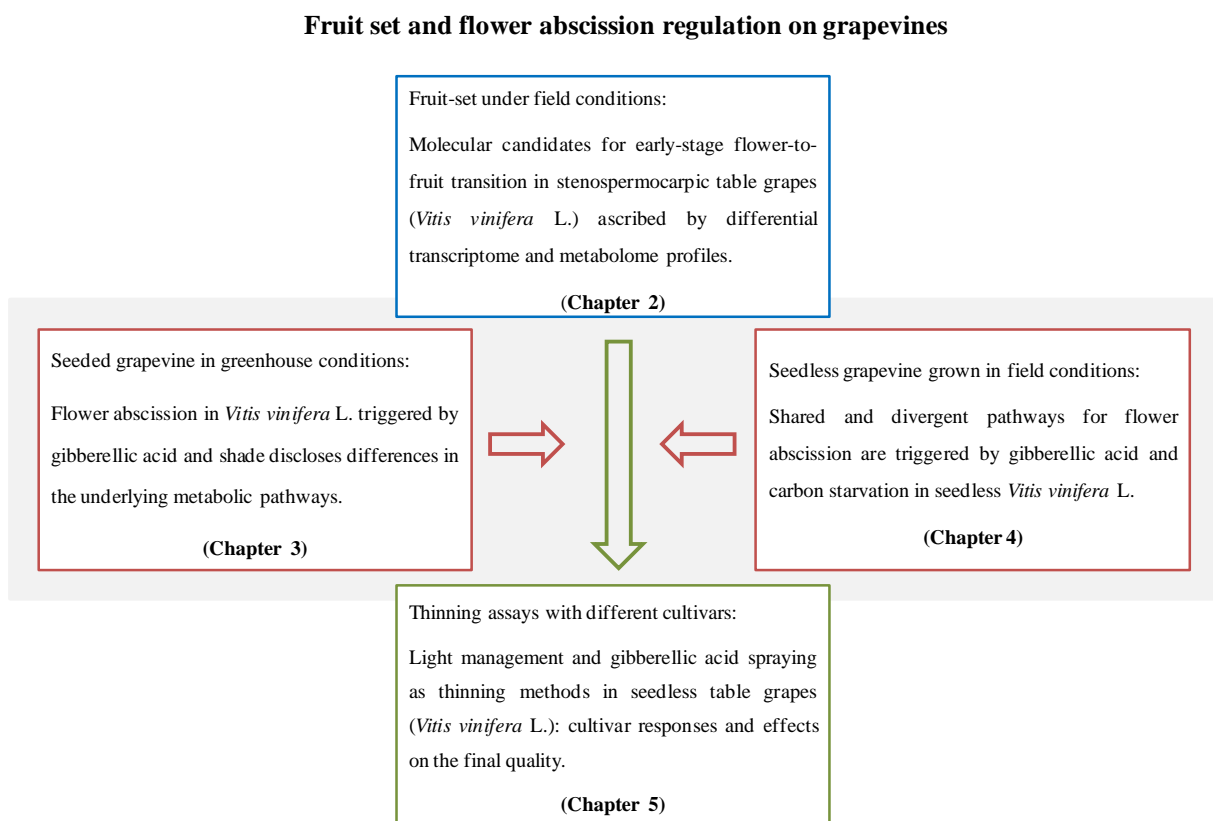 Fruit set and flower abscission regulation on grapevines
Fruit-set under field conditions:
Molecular candidates for early-stage flower-to-
fruit transition in stenospermocarpic table grapes
(Vitis vinifera L.) ascribed by differential
transcriptome and metabolome profiles.
(Chapter 2)
Seeded grapevine in greenhouse conditions:
Flower abscission in Vitis vinifera L. triggered by
gibberellic acid and shade discloses differences in
the underlying metabolic pathways.
(Chapter 3)
Seedless grapevine grown in field conditions:
Shared and divergent pathways for flower
abscission are triggered by gibberellic acid and
carbon starvation in seedless Vitis vinifera L.
(Chapter 4)
Thinning assays with different cultivars:
Light management and gibberellic acid spraying
as thinning methods in seedless table grapes
(Vitis vinifera L.): cultivar responses and effects
on the final quality.
(Chapter 5)